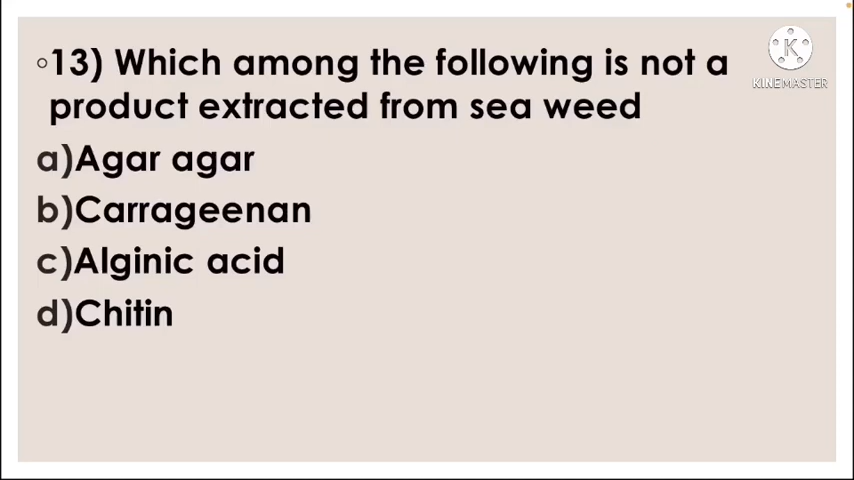 ◦13) Which among the following is not a
product extracted from sea weed
a)Agar agar
b)Carrageenan
c)Alginic acid
d)Chitin
K
KINEMASTER